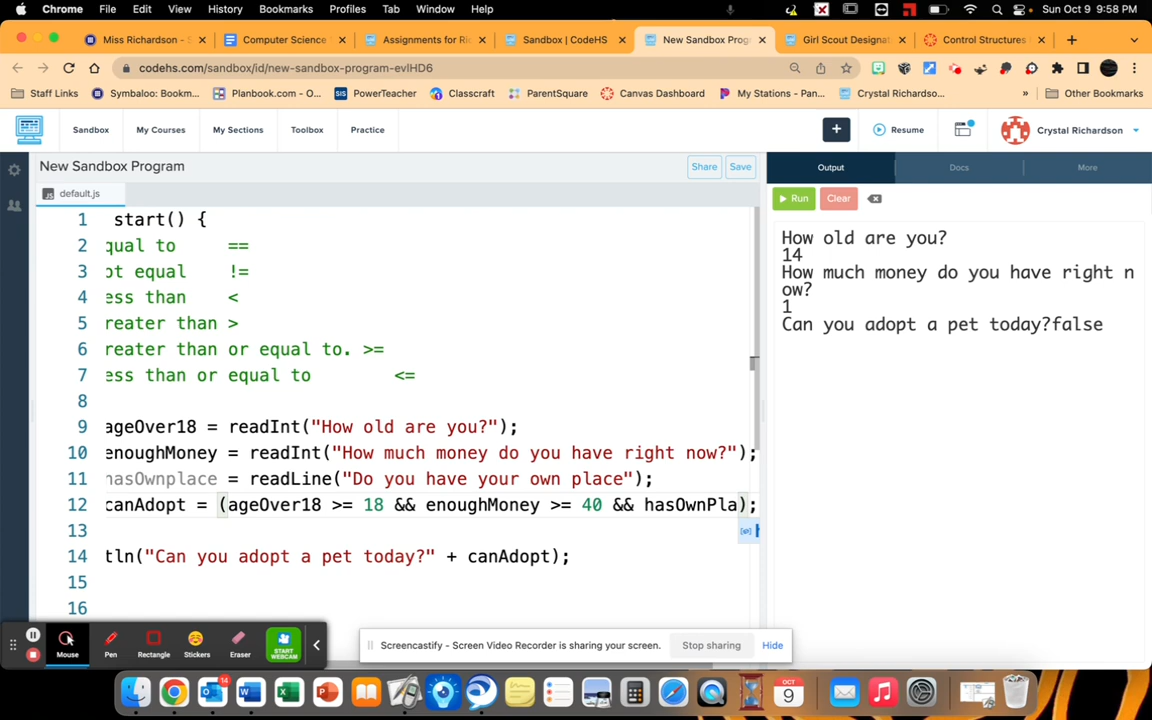 Chrome File Edit View History Bookmarks Profiles Tab Window Help Sun Oct 9 9:58 PM
Miss Richardson - S Computer Science Assignments for Ric Sandbox | CodeHS New Sandbox Prog Girl Scout Designat Control Structures
codehs.com/sandbox/id/new-sandbox-program-evIHD6
Staff Links Symbaloo: Bookm... Planbook.com - O... SIS PowerTeacher Classcraft ParentSquare Canvas Dashboard My Stations - Pan... Crystal Richardso... » Other Bookmarks
Sandbox My Courses My Sections Toolbox Practice + Resume Crystal Richardson
New Sandbox Program Share Save Output Docs More
default.js Run Clear
1 start() {
2 qual to ==
3 ot equal !=
4 ess than <
5 reater than >
6 reater than or equal to. >=
7 ess than or equal to <=
8
9 ageOver18 = readInt("How old are you?");
10 enoughMoney = readInt("How much money do you have right now?");
11 hasOwnplace = readLine("Do you have your own place");
12 canAdopt = (ageOver18 >= 18 && enoughMoney >= 40 && hasOwnPla);
13
14 tln("Can you adopt a pet today?" + canAdopt);
15
16
How old are you?
14
How much money do you have right n
ow?
1
Can you adopt a pet today?false
Mouse Pen Rectangle Stickers Eraser START WEBCAM
Screencastify - Screen Video Recorder is sharing your screen. Stop sharing Hide
14
OCT
9